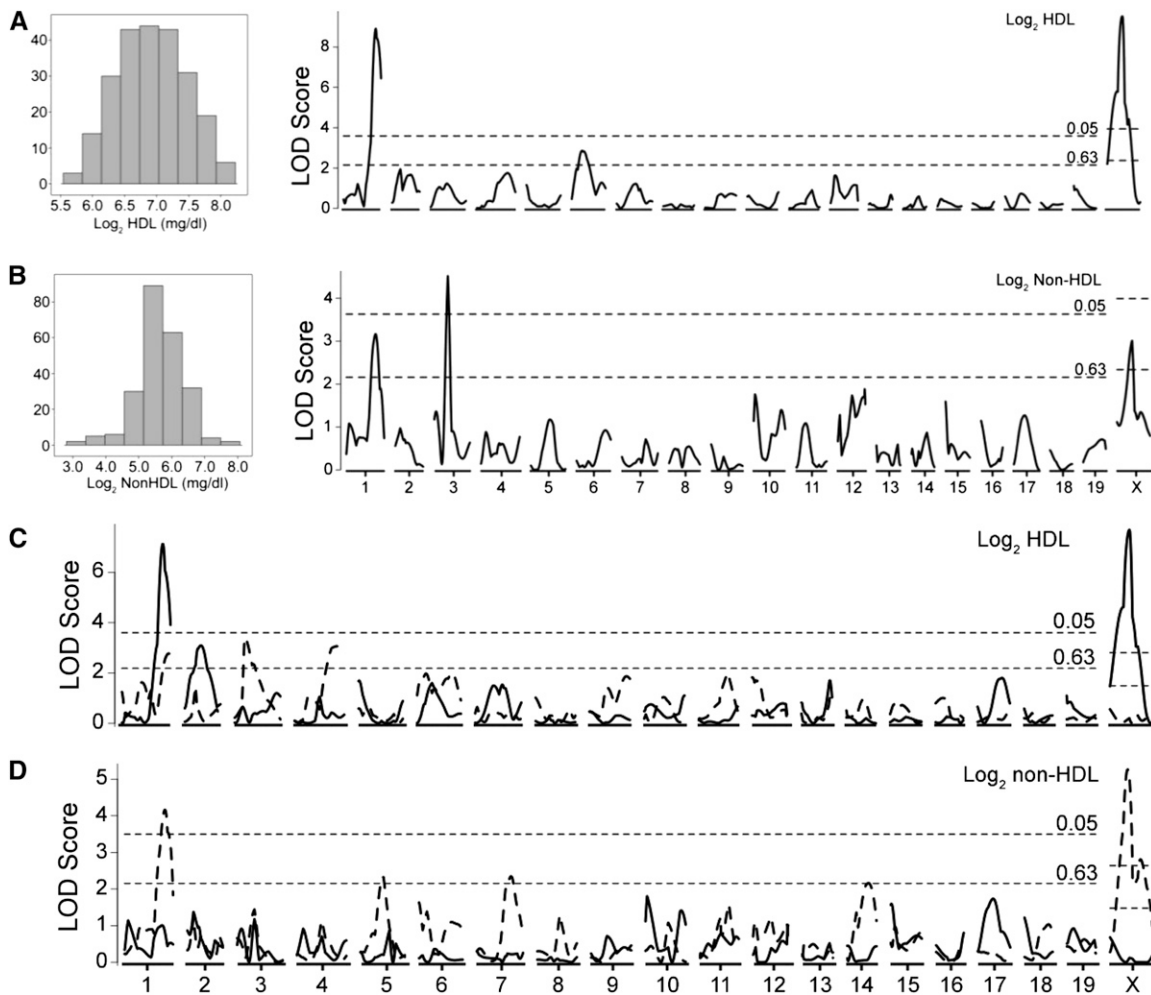 A
40
30
20
10
0
5.5 6.0 6.5 7.0 7.5 8.0
Log2 HDL (mg/dl)
LOD Score
8
6
4
2
0
Log2 HDL
0.05
0.63
B
80
60
40
20
0
3.0 4.0 5.0 6.0 7.0 8.0
Log2 NonHDL (mg/dl)
LOD Score
4
3
2
1
0
Log2 Non-HDL
0.05
0.63
1 2 3 4 5 6 7 8 9 10 11 12 13 14 15 16 17 18 19 X
C
LOD Score
6
4
2
0
Log2 HDL
0.05
0.63
D
LOD Score
5
4
3
2
1
0
Log2 non-HDL
0.05
0.63
1 2 3 4 5 6 7 8 9 10 11 12 13 14 15 16 17 18 19 X